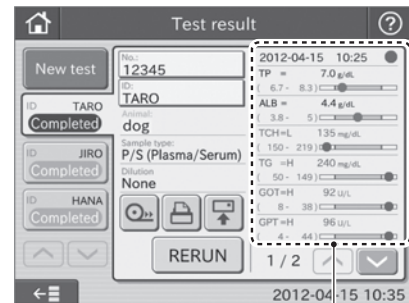 Test result
?
New test
ID TARO
Completed
ID JIRO
Completed
ID HANA
Completed
No.:
12345
ID:
TARO
Animal:
dog
Sample type:
P/S (Plasma/Serum)
Dilution
None
RERUN
2012-04-15 10:25
TP = 7.0 g/dL
( 6.7 - 8.3)
ALB = 4.4 g/dL
( 3.8 - 5)
TCH=L 135 mg/dL
( 150 - 219)
TG =H 240 mg/dL
( 50 - 149)
GOT=H 92 U/L
( 8 - 38)
GPT=H 96 U/L
( 4 - 44)
1 / 2
2012-04-15 10:35